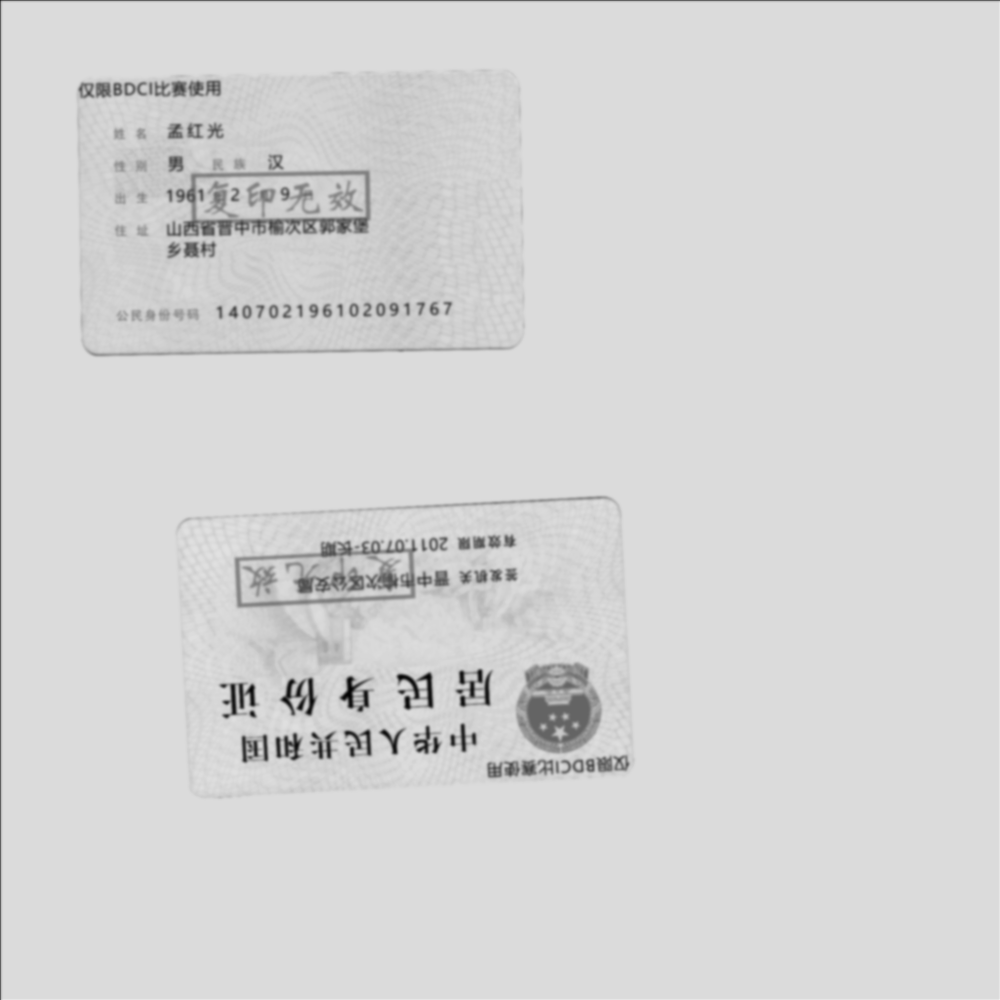 仅限BDCI比赛使用
姓名 孟红光
性别 男 民族 汉
出生 1961 2 9
复印无效
住址 山西省晋中市榆次区郭家堡
乡聂村
公民身份号码 140702196102091767
仅限BDCI比赛使用
中华人民共和国
居民身份证
签发机关 晋中市榆次区公安局
复印无效
有效期限 2011.07.03-长期